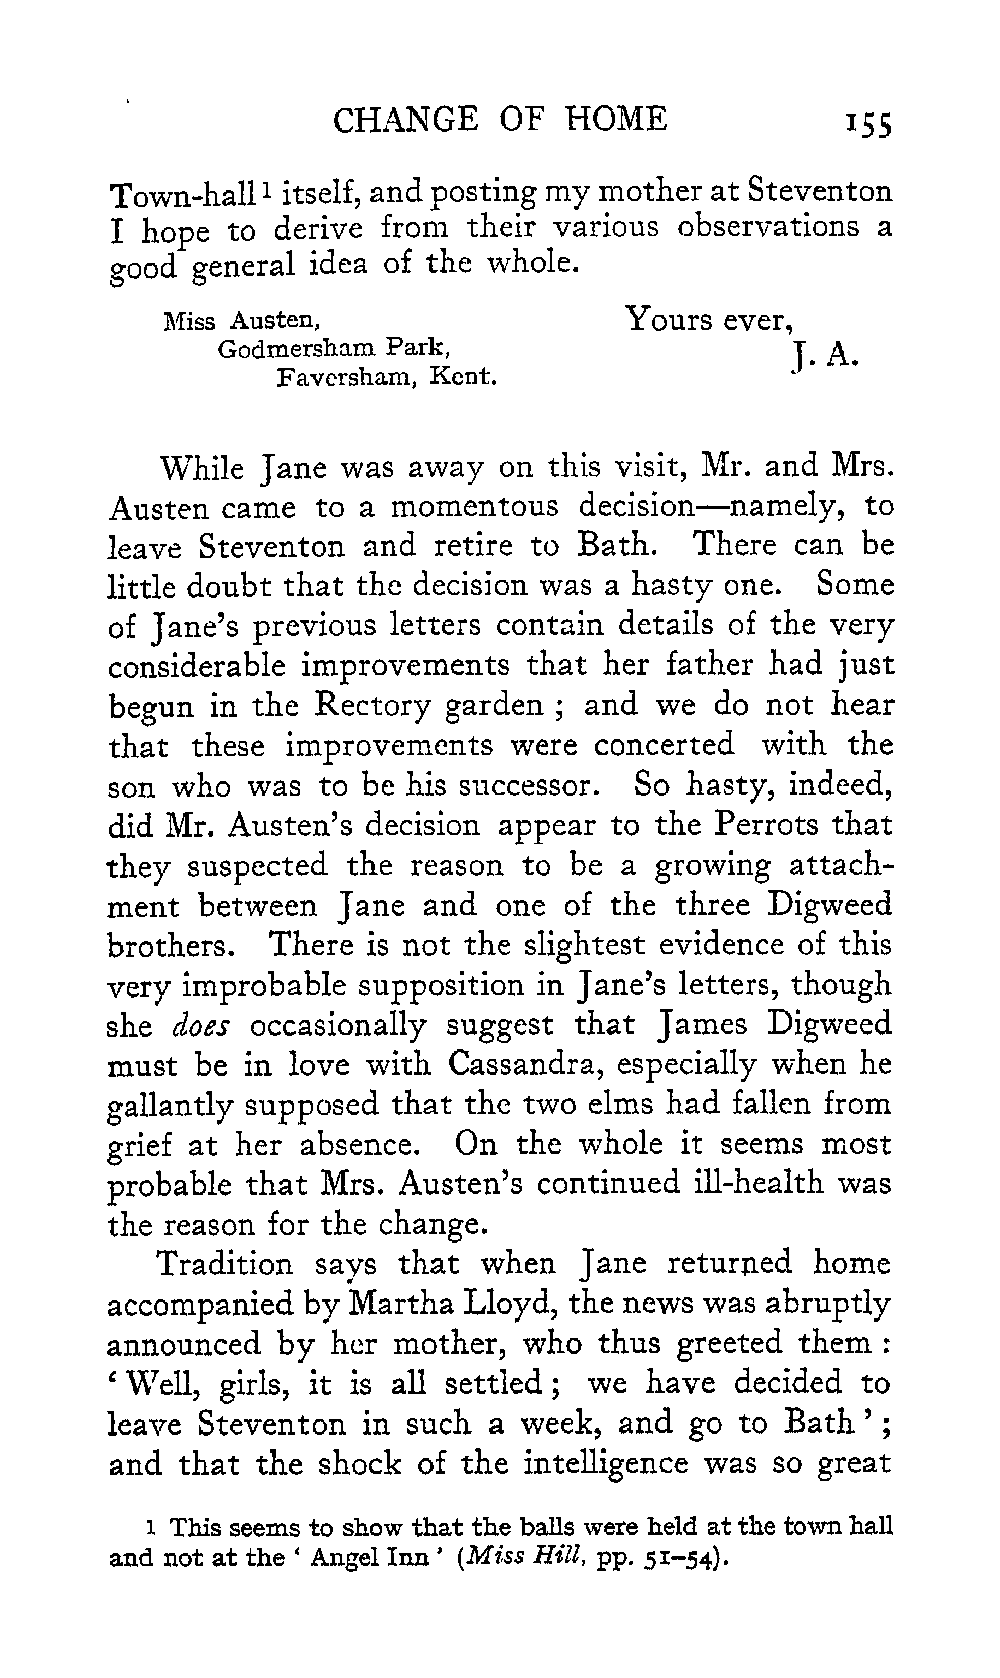 CHANGE OF HOME 155
Town-hall 1 itself, and posting my mother at Steventon
I hope to derive from their various observations a
good general idea of the whole.
Miss Austen, Yours ever,
Godmersham Park, J. A.
Faversham, Kent.
While Jane was away on this visit, Mr. and Mrs.
Austen came to a momentous decision—namely, to
leave Steventon and retire to Bath. There can be
little doubt that the decision was a hasty one. Some
of Jane's previous letters contain details of the very
considerable improvements that her father had just
begun in the Rectory garden ; and we do not hear
that these improvements were concerted with the
son who was to be his successor. So hasty, indeed,
did Mr. Austen's decision appear to the Perrots that
they suspected the reason to be a growing attach-
ment between Jane and one of the three Digweed
brothers. There is not the slightest evidence of this
very improbable supposition in Jane's letters, though
she does occasionally suggest that James Digweed
must be in love with Cassandra, especially when he
gallantly supposed that the two elms had fallen from
grief at her absence. On the whole it seems most
probable that Mrs. Austen's continued ill-health was
the reason for the change.
Tradition says that when Jane returned home
accompanied by Martha Lloyd, the news was abruptly
announced by her mother, who thus greeted them :
‘ Well, girls, it is all settled ; we have decided to
leave Steventon in such a week, and go to Bath ’ ;
and that the shock of the intelligence was so great
1 This seems to show that the balls were held at the town hall
and not at the ‘ Angel Inn ’ (Miss Hill, pp. 51–54).